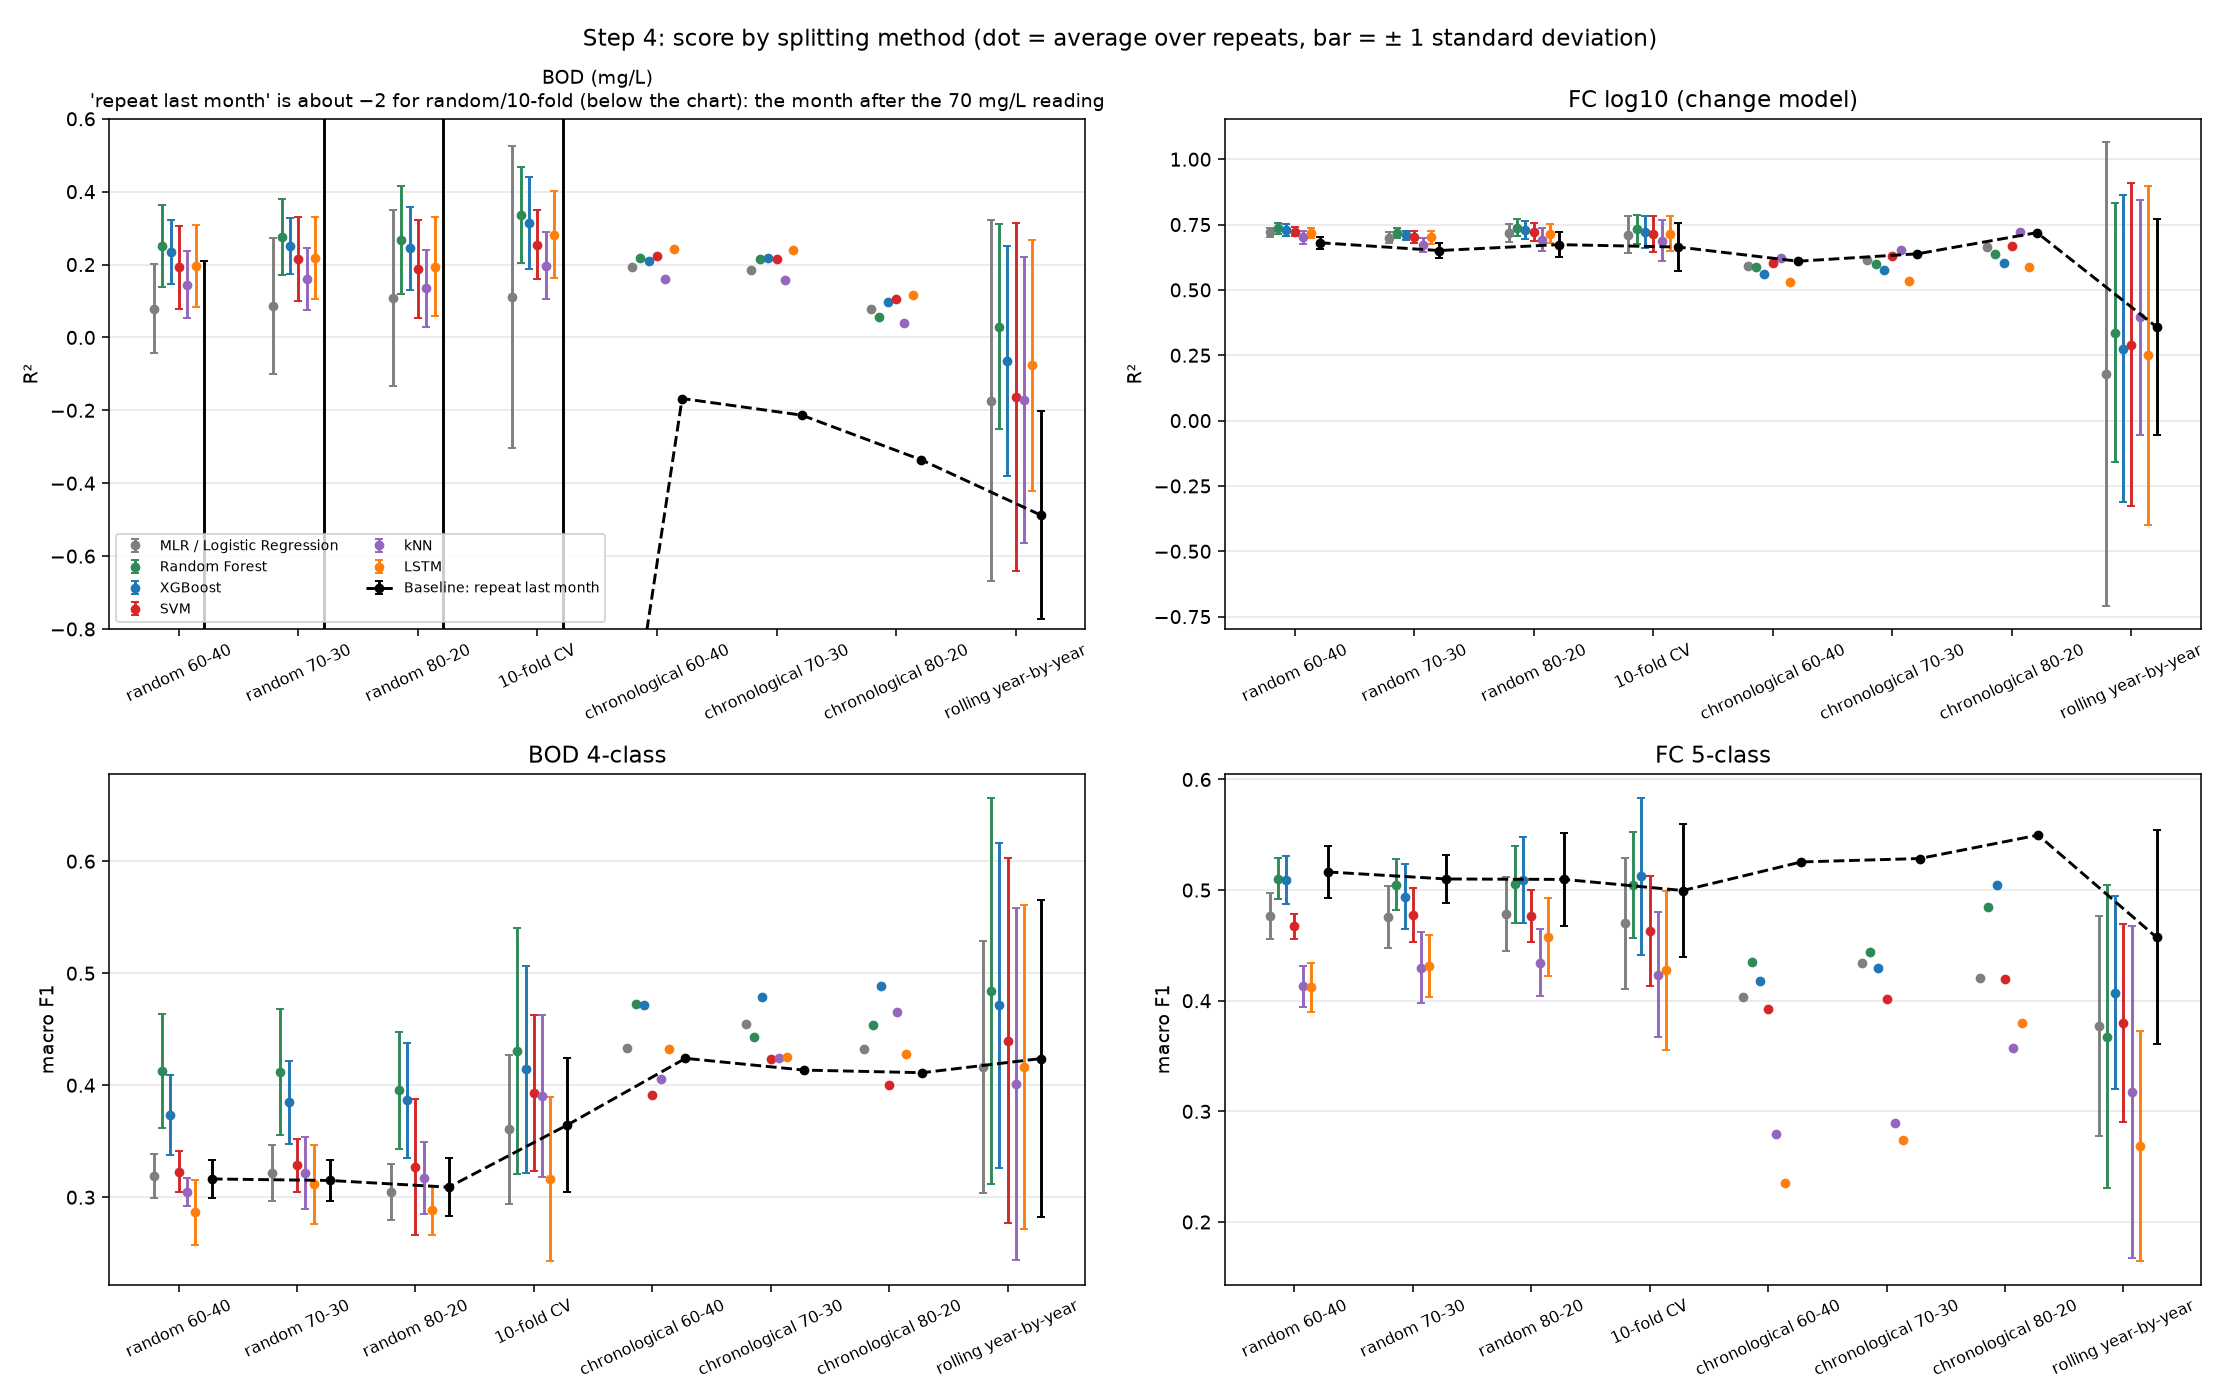 Step 4: score by splitting method (dot = average over repeats, bar = ± 1 standard deviation)
BOD (mg/L)
'repeat last month' is about −2 for random/10-fold (below the chart): the month after the 70 mg/L reading
R²
0.6
0.4
0.2
0.0
−0.2
−0.4
−0.6
−0.8
MLR / Logistic Regression
Random Forest
XGBoost
SVM
kNN
LSTM
Baseline: repeat last month
random 60-40
random 70-30
random 80-20
10-fold CV
chronological 60-40
chronological 70-30
chronological 80-20
rolling year-by-year
FC log10 (change model)
R²
1.00
0.75
0.50
0.25
0.00
−0.25
−0.50
−0.75
random 60-40
random 70-30
random 80-20
10-fold CV
chronological 60-40
chronological 70-30
chronological 80-20
rolling year-by-year
BOD 4-class
macro F1
0.6
0.5
0.4
0.3
random 60-40
random 70-30
random 80-20
10-fold CV
chronological 60-40
chronological 70-30
chronological 80-20
rolling year-by-year
FC 5-class
macro F1
0.6
0.5
0.4
0.3
0.2
random 60-40
random 70-30
random 80-20
10-fold CV
chronological 60-40
chronological 70-30
chronological 80-20
rolling year-by-year